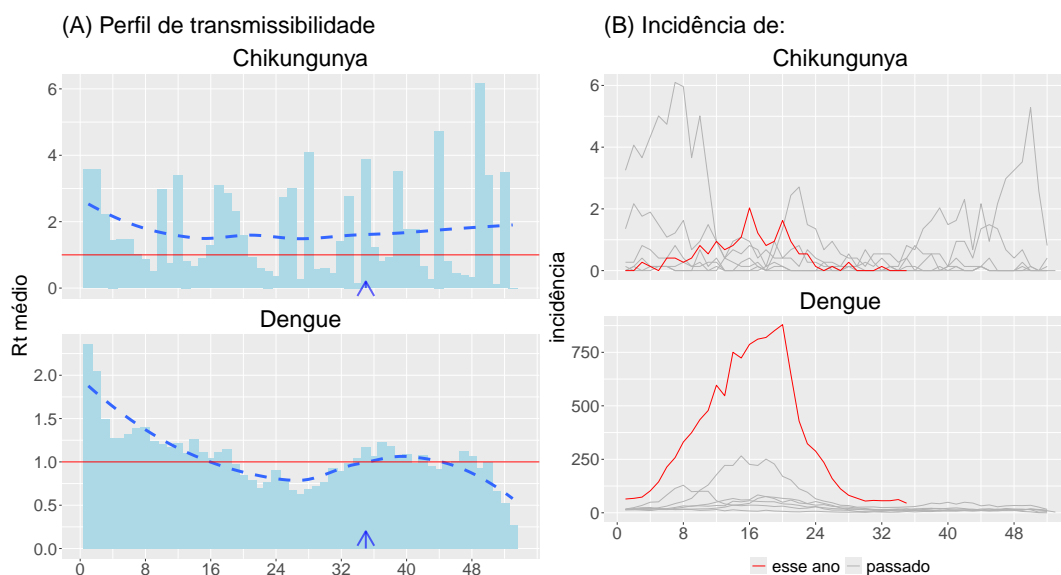 (A) Perfil de transmissibilidade
Chikungunya
6
4
2
0
Dengue
2.0
1.5
1.0
0.5
0.0
0 8 16 24 32 40 48
Rt médio
(B) Incidência de:
Chikungunya
6
4
2
0
Dengue
750
500
250
0
0 8 16 24 32 40 48
incidência
esse ano passado